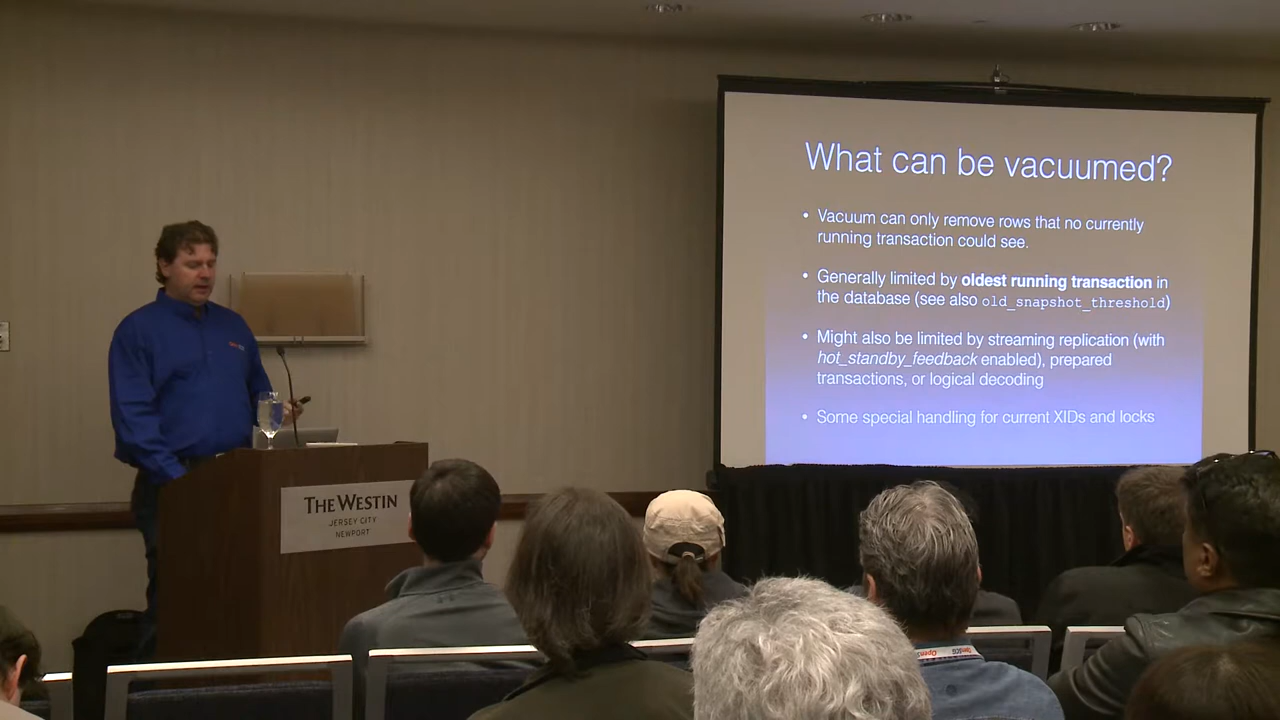 What can be vacuumed?
• Vacuum can only remove rows that no currently
running transaction could see.
• Generally limited by oldest running transaction in
the database (see also old_snapshot_threshold)
• Might also be limited by streaming replication (with
hot_standby_feedback enabled), prepared
transactions, or logical decoding
• Some special handling for current XIDs and locks
THE WESTIN
JERSEY CITY
NEWPORT